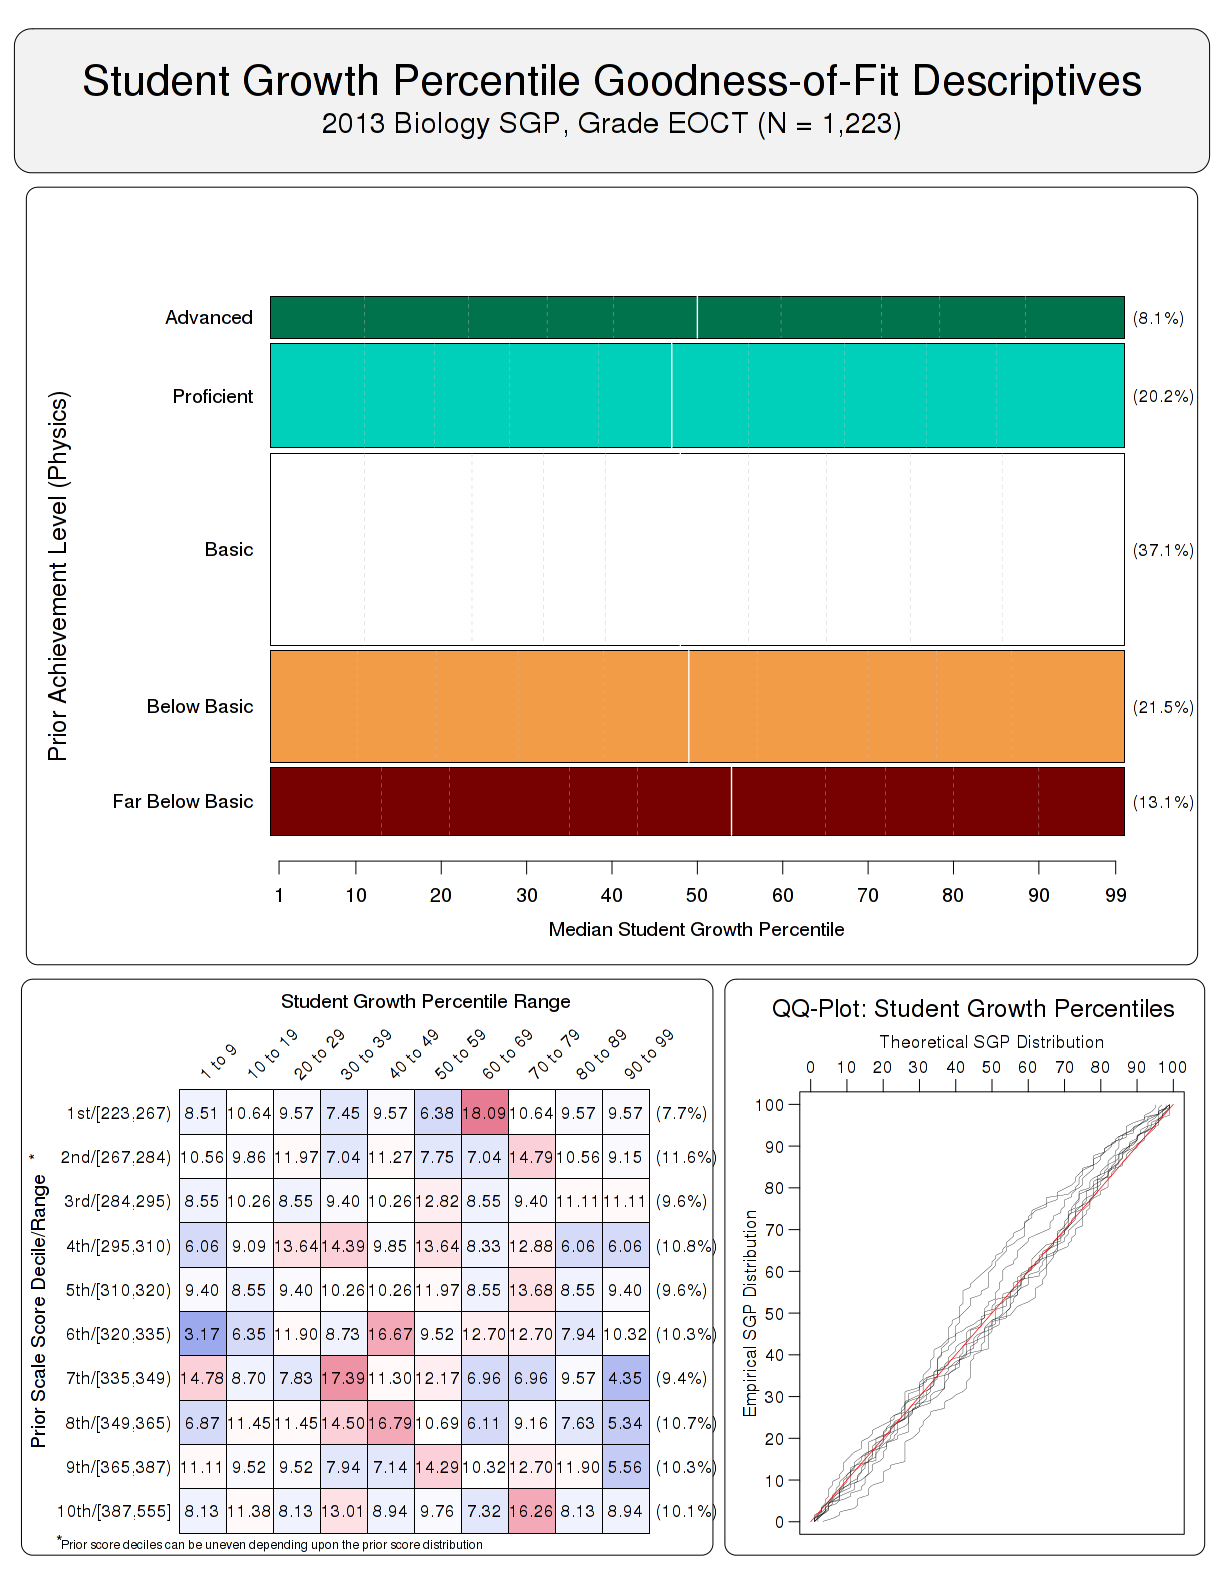 Student Growth Percentile Goodness-of-Fit Descriptives
2013 Biology SGP, Grade EOCT (N = 1,223)
Prior Achievement Level (Physics)
Advanced (8.1%)
Proficient (20.2%)
Basic (37.1%)
Below Basic (21.5%)
Far Below Basic (13.1%)
1 10 20 30 40 50 60 70 80 90 99
Median Student Growth Percentile
Student Growth Percentile Range
1 to 9 10 to 19 20 to 29 30 to 39 40 to 49 50 to 59 60 to 69 70 to 79 80 to 89 90 to 99
Prior Scale Score Decile/Range *
1st/[223,267) 8.51 10.64 9.57 7.45 9.57 6.38 18.09 10.64 9.57 9.57 (7.7%)
2nd/[267,284) 10.56 9.86 11.97 7.04 11.27 7.75 7.04 14.79 10.56 9.15 (11.6%)
3rd/[284,295) 8.55 10.26 8.55 9.40 10.26 12.82 8.55 9.40 11.11 11.11 (9.6%)
4th/[295,310) 6.06 9.09 13.64 14.39 9.85 13.64 8.33 12.88 6.06 6.06 (10.8%)
5th/[310,320) 9.40 8.55 9.40 10.26 10.26 11.97 8.55 13.68 8.55 9.40 (9.6%)
6th/[320,335) 3.17 6.35 11.90 8.73 16.67 9.52 12.70 12.70 7.94 10.32 (10.3%)
7th/[335,349) 14.78 8.70 7.83 17.39 11.30 12.17 6.96 6.96 9.57 4.35 (9.4%)
8th/[349,365) 6.87 11.45 11.45 14.50 16.79 10.69 6.11 9.16 7.63 5.34 (10.7%)
9th/[365,387) 11.11 9.52 9.52 7.94 7.14 14.29 10.32 12.70 11.90 5.56 (10.3%)
10th/[387,555] 8.13 11.38 8.13 13.01 8.94 9.76 7.32 16.26 8.13 8.94 (10.1%)
*Prior score deciles can be uneven depending upon the prior score distribution
QQ-Plot: Student Growth Percentiles
Theoretical SGP Distribution
0 10 20 30 40 50 60 70 80 90 100
Empirical SGP Distribution
100
90
80
70
60
50
40
30
20
10
0